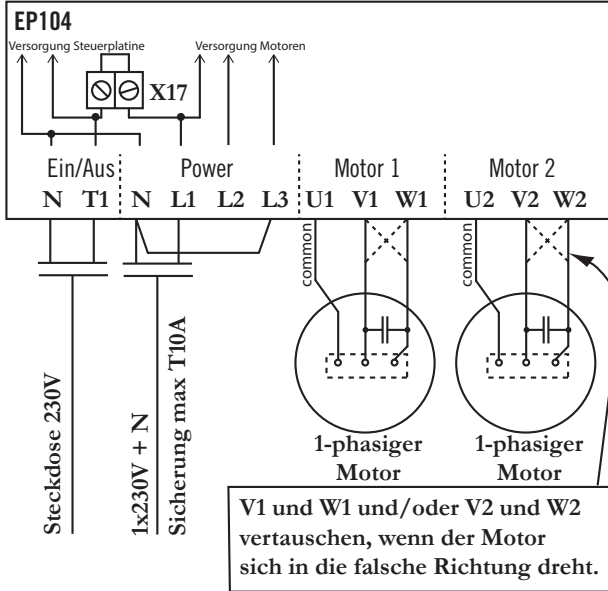 EP104
Versorgung Steuerplatine
Versorgung Motoren
X17
Ein/Aus
Power
Motor 1
Motor 2
N T1 N L1 L2 L3 U1 V1 W1 U2 V2 W2
common
common
Steckdose 230V
1x230V + N
Sicherung max T10A
1-phasiger
Motor
1-phasiger
Motor
V1 und W1 und/oder V2 und W2
vertauschen, wenn der Motor
sich in die falsche Richtung dreht.